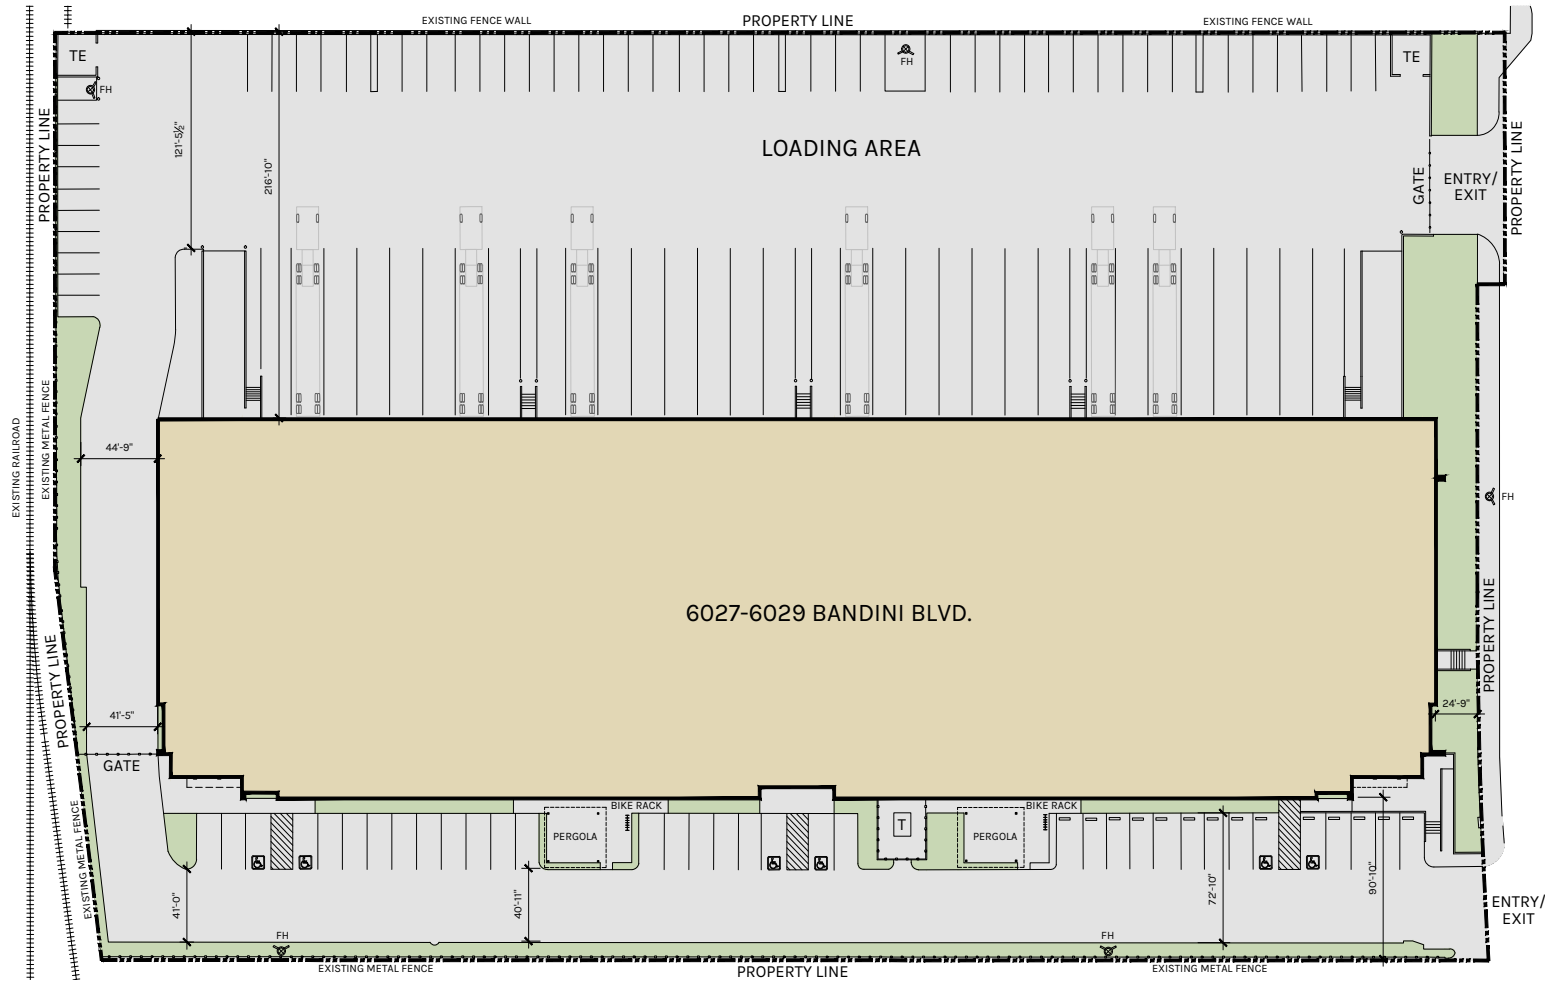 EXISTING FENCE WALL
PROPERTY LINE
EXISTING FENCE WALL
TE
FH
TE
FH
PROPERTY LINE
121'-5½"
216'-10"
LOADING AREA
GATE
ENTRY/
EXIT
PROPERTY LINE
EXISTING RAILROAD
EXISTING METAL FENCE
44'-9"
FH
6027-6029 BANDINI BLVD.
PROPERTY LINE
PROPERTY LINE
41'-5"
24'-9"
GATE
BIKE RACK
BIKE RACK
PERGOLA
T
PERGOLA
EXISTING METAL FENCE
41'-0"
40'-11"
72'-10"
90'-10"
ENTRY/
EXIT
FH
FH
EXISTING METAL FENCE
PROPERTY LINE
EXISTING METAL FENCE